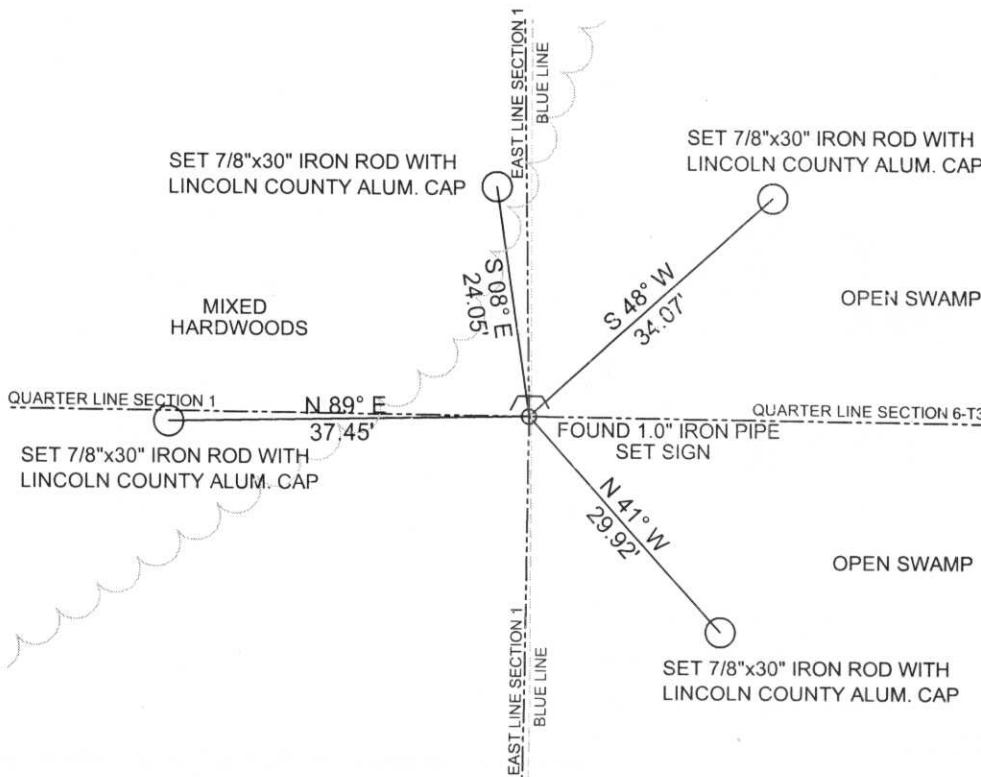 EAST LINE SECTION 1
BLUE LINE
SET 7/8"x30" IRON ROD WITH
LINCOLN COUNTY ALUM. CAP
SET 7/8"x30" IRON ROD WITH
LINCOLN COUNTY ALUM. CAP
S 08° E
24.05'
S 48° W
34.07'
MIXED
HARDWOODS
OPEN SWAMP
QUARTER LINE SECTION 1
N 89° E
37.45'
QUARTER LINE SECTION 6-T3
FOUND 1.0" IRON PIPE
SET SIGN
SET 7/8"x30" IRON ROD WITH
LINCOLN COUNTY ALUM. CAP
N 41° W
29.92'
OPEN SWAMP
EAST LINE SECTION 1
BLUE LINE
SET 7/8"x30" IRON ROD WITH
LINCOLN COUNTY ALUM. CAP